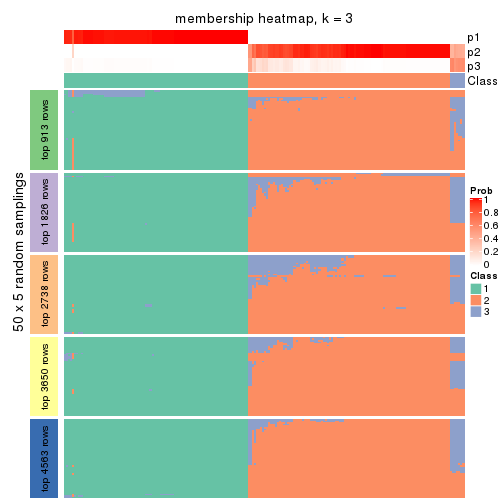 membership heatmap, k = 3
p1
p2
p3
Class
50 x 5 random samplings
top 913 rows
top 1826 rows
top 2738 rows
top 3650 rows
top 4563 rows
Prob
1
0.8
0.6
0.4
0.2
0
Class
1
2
3